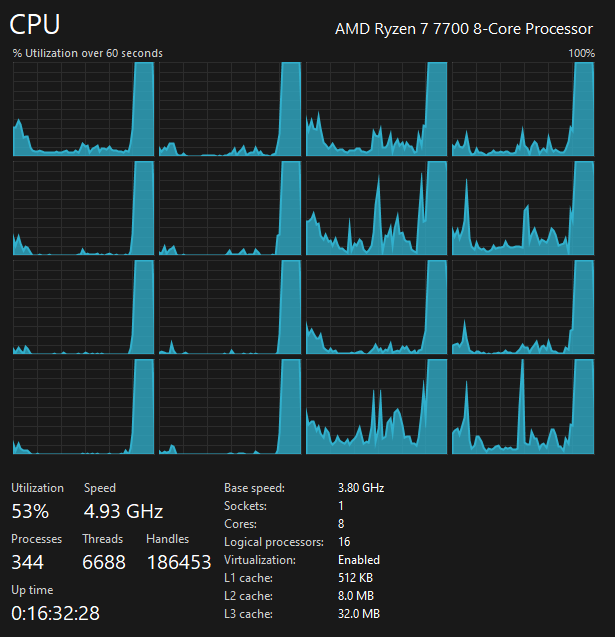 CPU
AMD Ryzen 7 7700 8-Core Processor
% Utilization over 60 seconds
100%
Utilization Speed
53% 4.93 GHz
Processes Threads Handles
344 6688 186453
Up time
0:16:32:28
Base speed: 3.80 GHz
Sockets: 1
Cores: 8
Logical processors: 16
Virtualization: Enabled
L1 cache: 512 KB
L2 cache: 8.0 MB
L3 cache: 32.0 MB